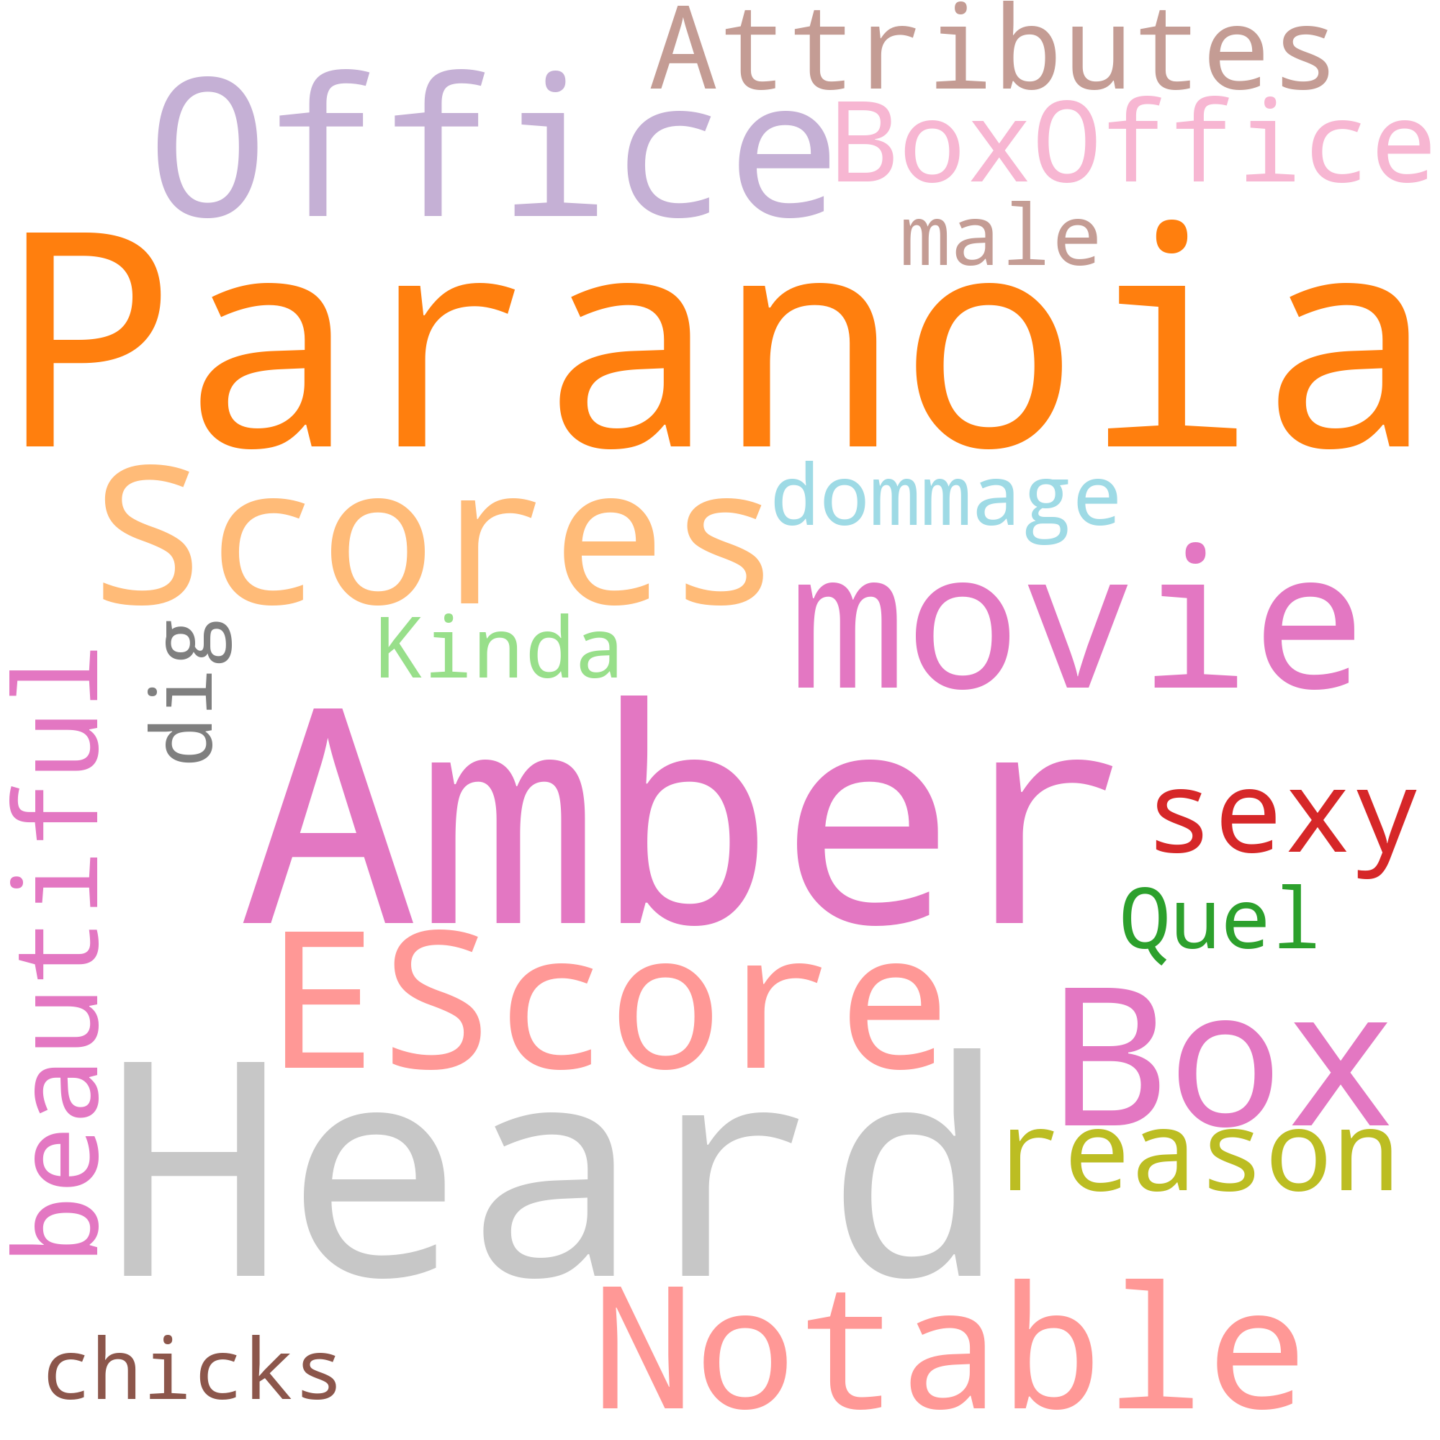 Attributes
Office
BoxOffice
male
Paranoia
Scores
dommage
movie
Kinda
dig
beautiful
Amber
sexy
Quel
EScore
Box
Heard
reason
Notable
chicks